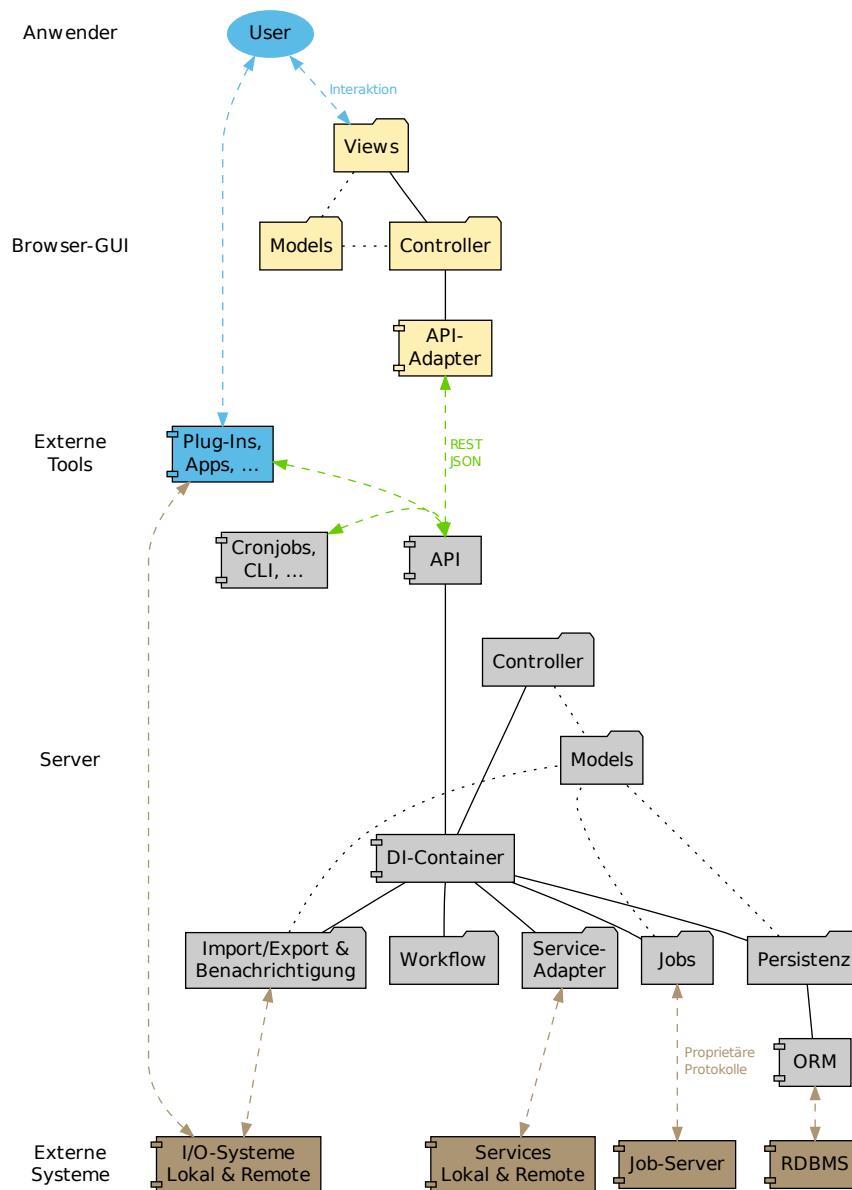 Anwender
User
Interaktion
Views
Browser-GUI
Models
Controller
API-
Adapter
Externe
Tools
Plug-Ins,
Apps, ...
REST
JSON
Cronjobs,
CLI, ...
API
Controller
Server
Models
DI-Container
Import/Export &
Benachrichtigung
Workflow
Service-
Adapter
Jobs
Persistenz
Proprietäre
Protokolle
ORM
Externe
Systeme
I/O-Systeme
Lokal & Remote
Services
Lokal & Remote
Job-Server
RDBMS